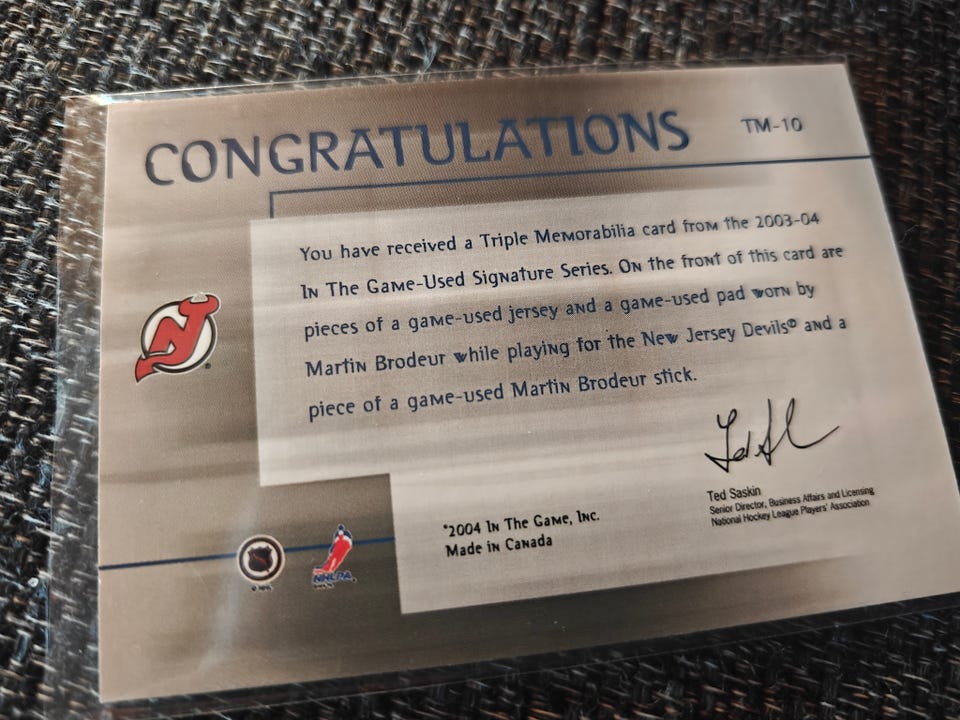 CONGRATULATIONS
TM-10
You have received a Triple Memorabilia card from the 2003-04
In The Game-Used Signature Series. On the front of this card are
pieces of a game-used jersey and a game-used pad worn by
Martin Brodeur while playing for the New Jersey Devils® and a
piece of a game-used Martin Brodeur stick.
Ted Saskin
Senior Director, Business Affairs and Licensing
National Hockey League Players' Association
©2004 In The Game, Inc.
Made in Canada
NHLPA